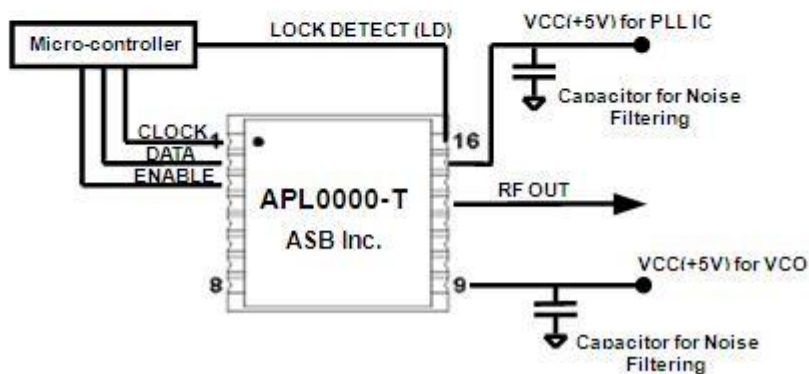 VCC(+5V) for PLL IC
Micro-controller
LOCK DETECT (LD)
Capacitor for Noise
Filtering
CLOCK
1
16
DATA
ENABLE
APL0000-T
RF OUT
ASB Inc.
VCC(+5V) for VCO
8
9
Capacitor for Noise
Filtering